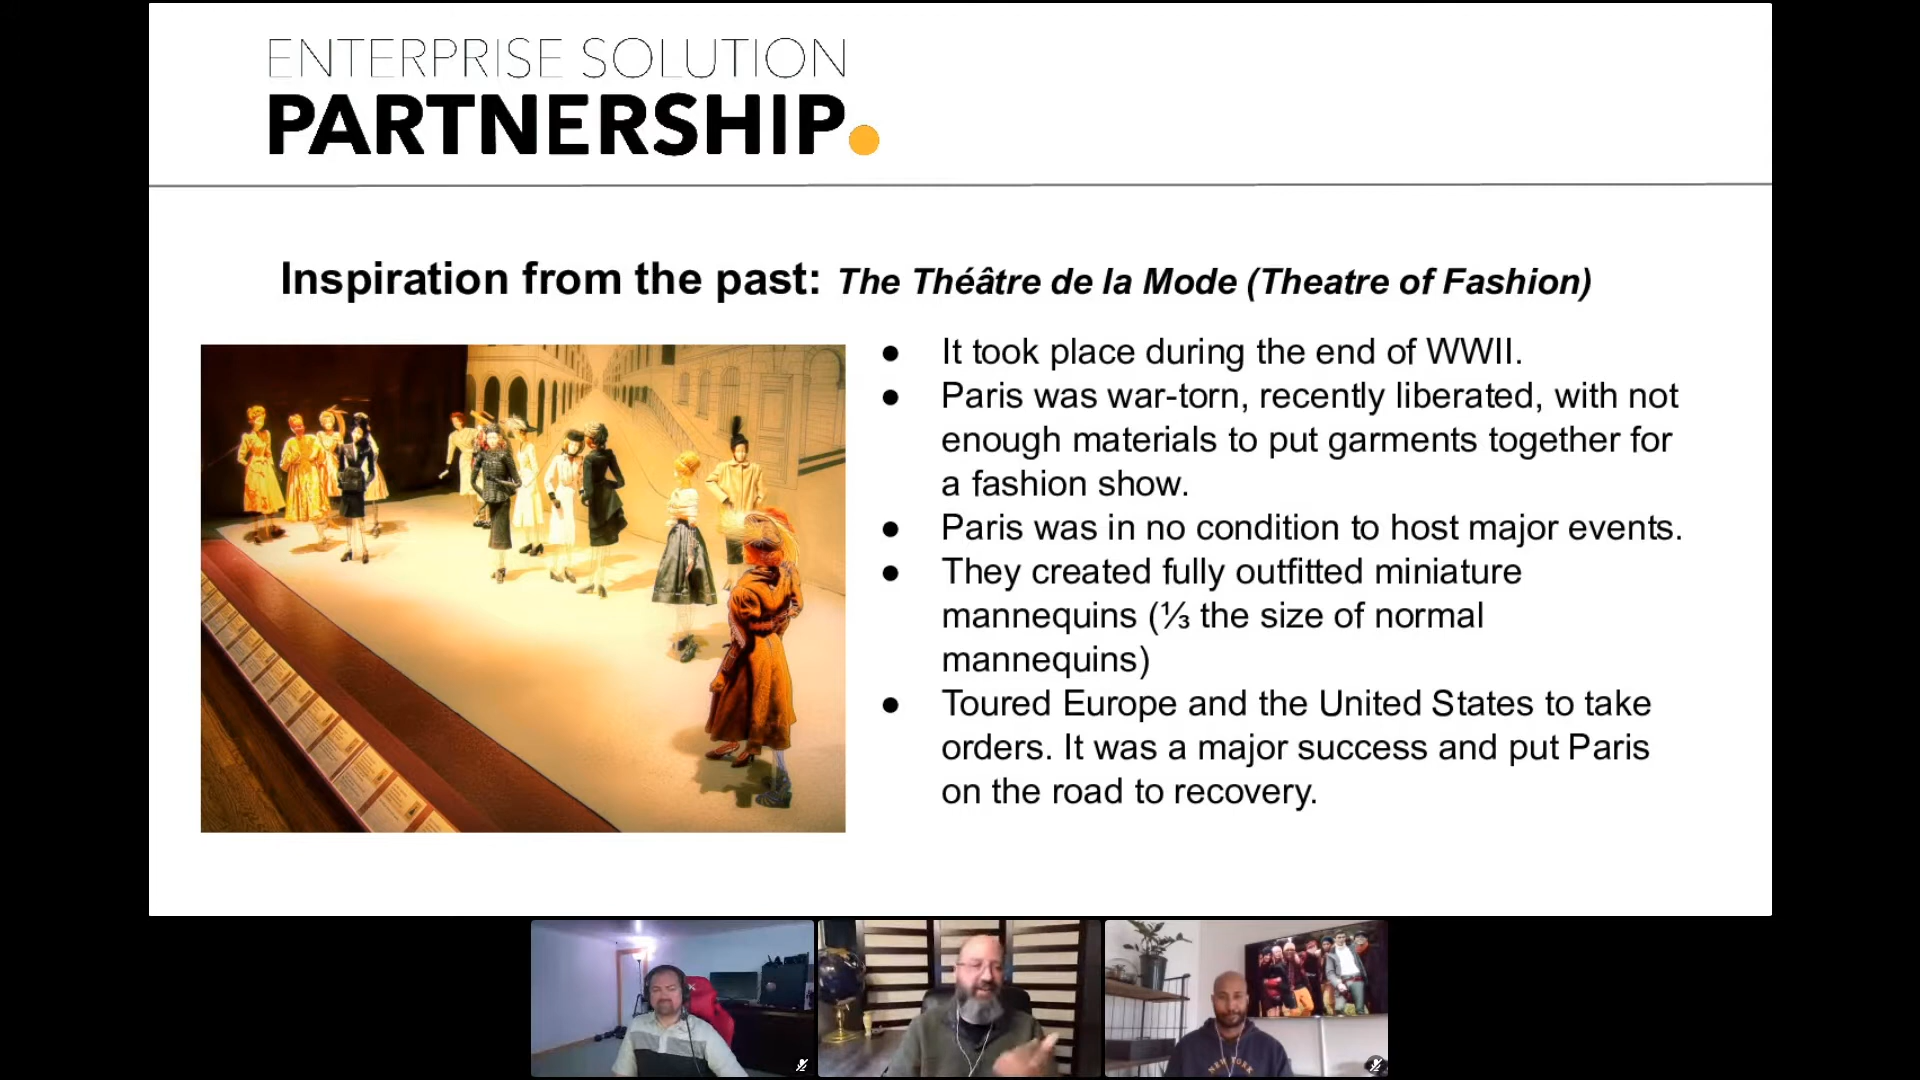 ENTERPRISE SOLUTION
PARTNERSHIP.
Inspiration from the past: The Théâtre de la Mode (Theatre of Fashion)
● It took place during the end of WWII.
● Paris was war-torn, recently liberated, with not
enough materials to put garments together for
a fashion show.
● Paris was in no condition to host major events.
● They created fully outfitted miniature
mannequins (⅓ the size of normal
mannequins)
● Toured Europe and the United States to take
orders. It was a major success and put Paris
on the road to recovery.
NEW YORK